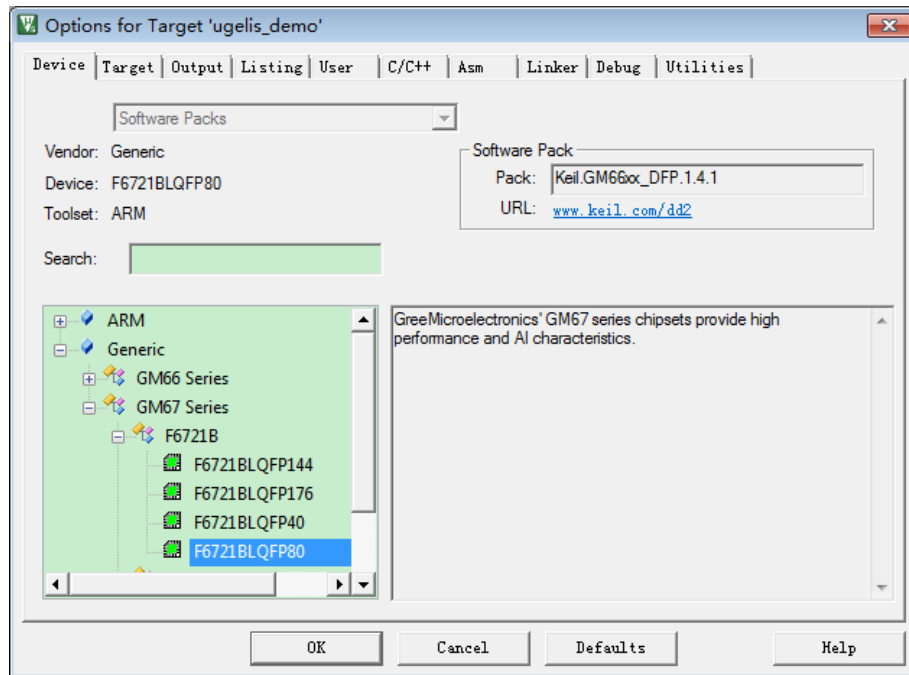 Options for Target 'ugelis_demo'
Device Target Output Listing User C/C++ Asm Linker Debug Utilities
Software Packs
Vendor: Generic
Device: F6721BLQFP80
Toolset: ARM
Software Pack
Pack: Keil.GM66xx_DFP.1.4.1
URL: www.keil.com/dd2
Search:
ARM
Generic
GM66 Series
GM67 Series
F6721B
F6721BLQFP144
F6721BLQFP176
F6721BLQFP40
F6721BLQFP80
GreeMicroelectronics' GM67 series chipsets provide high
performance and AI characteristics.
OK Cancel Defaults Help